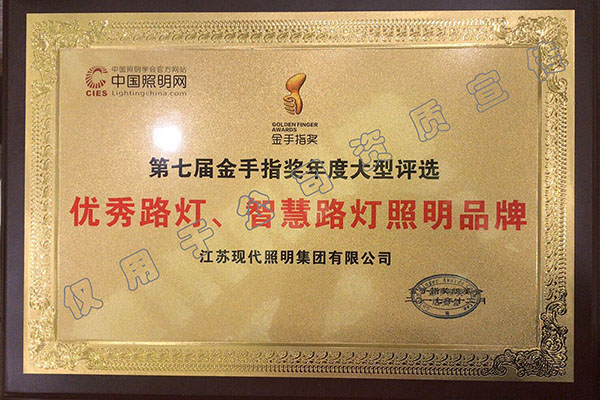 中国照明学会官方网站
中国照明网
CIES
Lightingchina.com
GOLDEN FINGER
AWARDS
金手指奖
第七届金手指奖年度大型评选
优秀路灯、智慧路灯照明品牌
江苏现代照明集团有限公司
仅用于公司资质宣传